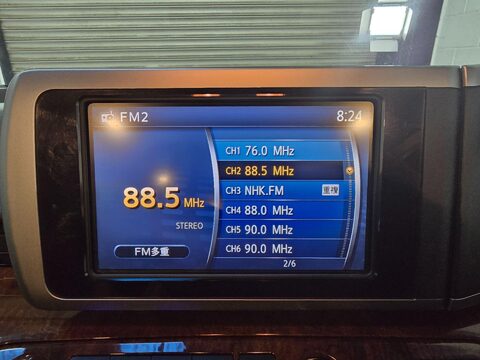 FM2
8:24
CH1 76.0 MHz
CH2 88.5 MHz
CH3 NHK.FM 重複
CH4 88.0 MHz
CH5 90.0 MHz
CH6 90.0 MHz
2/6
88.5 MHz
STEREO
FM多重